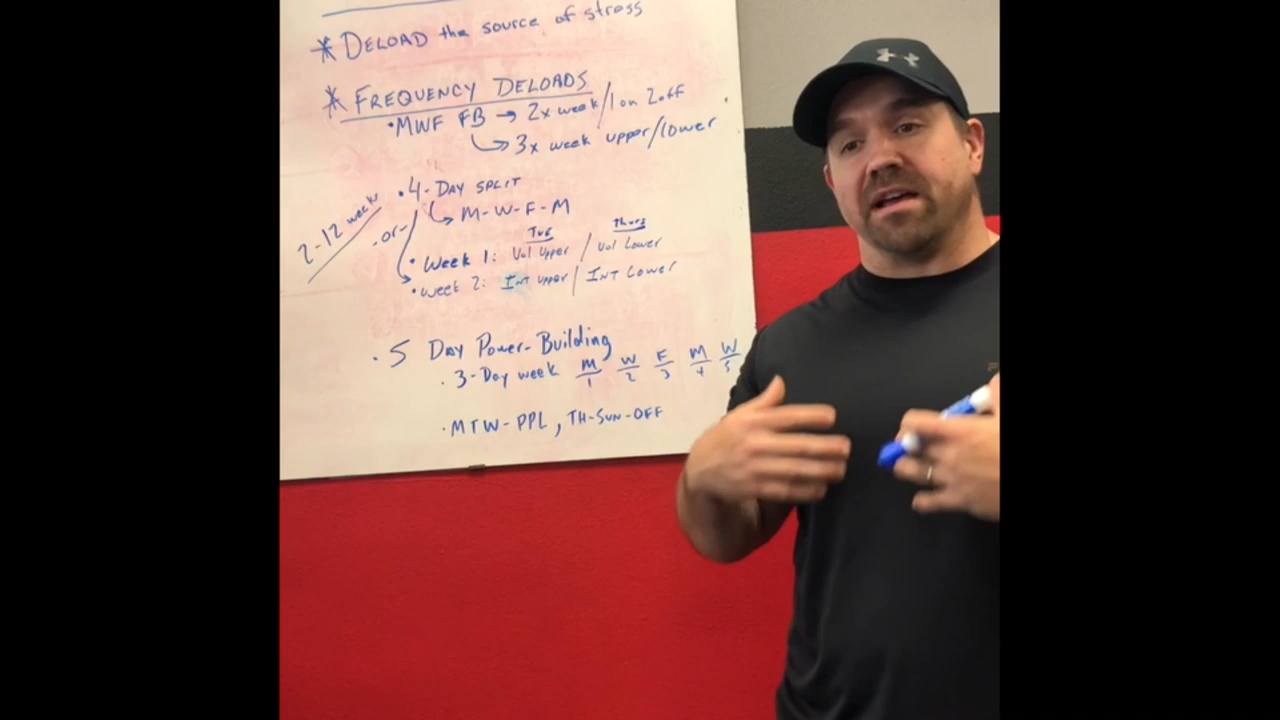 * DELOAD the source of stress
* FREQUENCY DELOADS
• MWF FB → 2x week/1 on 2 off
↳ 3x week upper/lower
• 4-DAY SPLIT
↳ M-W-F-M
2-12 weeks
-or-
Tue Thurs
• Week 1: Vol Upper / Vol Lower
• Week 2: INT Upper / INT Lower
• 5 Day Power-Building
• 3-Day week M W F M W
1 2 3 4 5
• MTW-PPL, TH-SUN-OFF